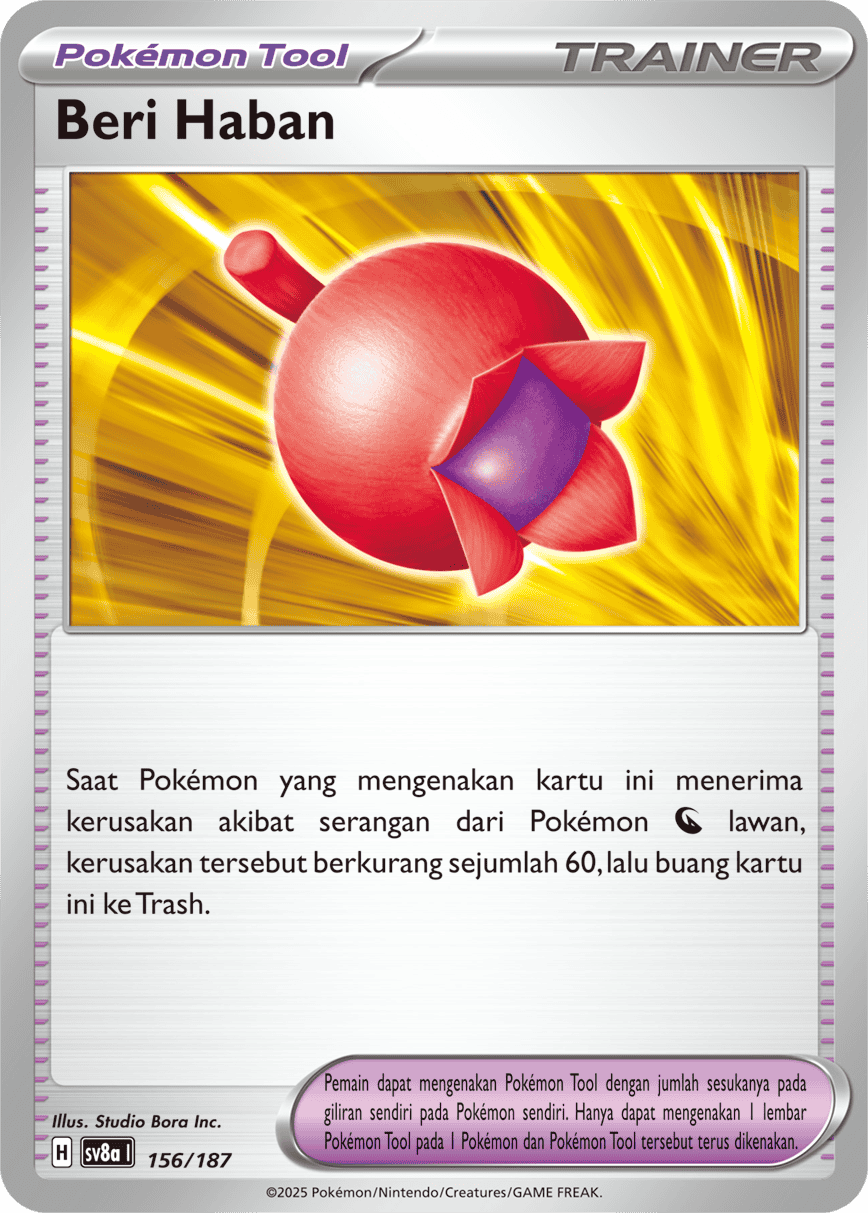 Pokémon Tool
TRAINER
Beri Haban
Saat Pokémon yang mengenakan kartu ini menerima
kerusakan akibat serangan dari Pokémon lawan,
kerusakan tersebut berkurang sejumlah 60, lalu buang kartu
ini ke Trash.
Pemain dapat mengenakan Pokémon Tool dengan jumlah sesukanya pada
giliran sendiri pada Pokémon sendiri. Hanya dapat mengenakan 1 lembar
Pokémon Tool pada 1 Pokémon dan Pokémon Tool tersebut terus dikenakan.
Illus. Studio Bora Inc.
H sv8a I 156/187
©2025 Pokémon/Nintendo/Creatures/GAME FREAK.